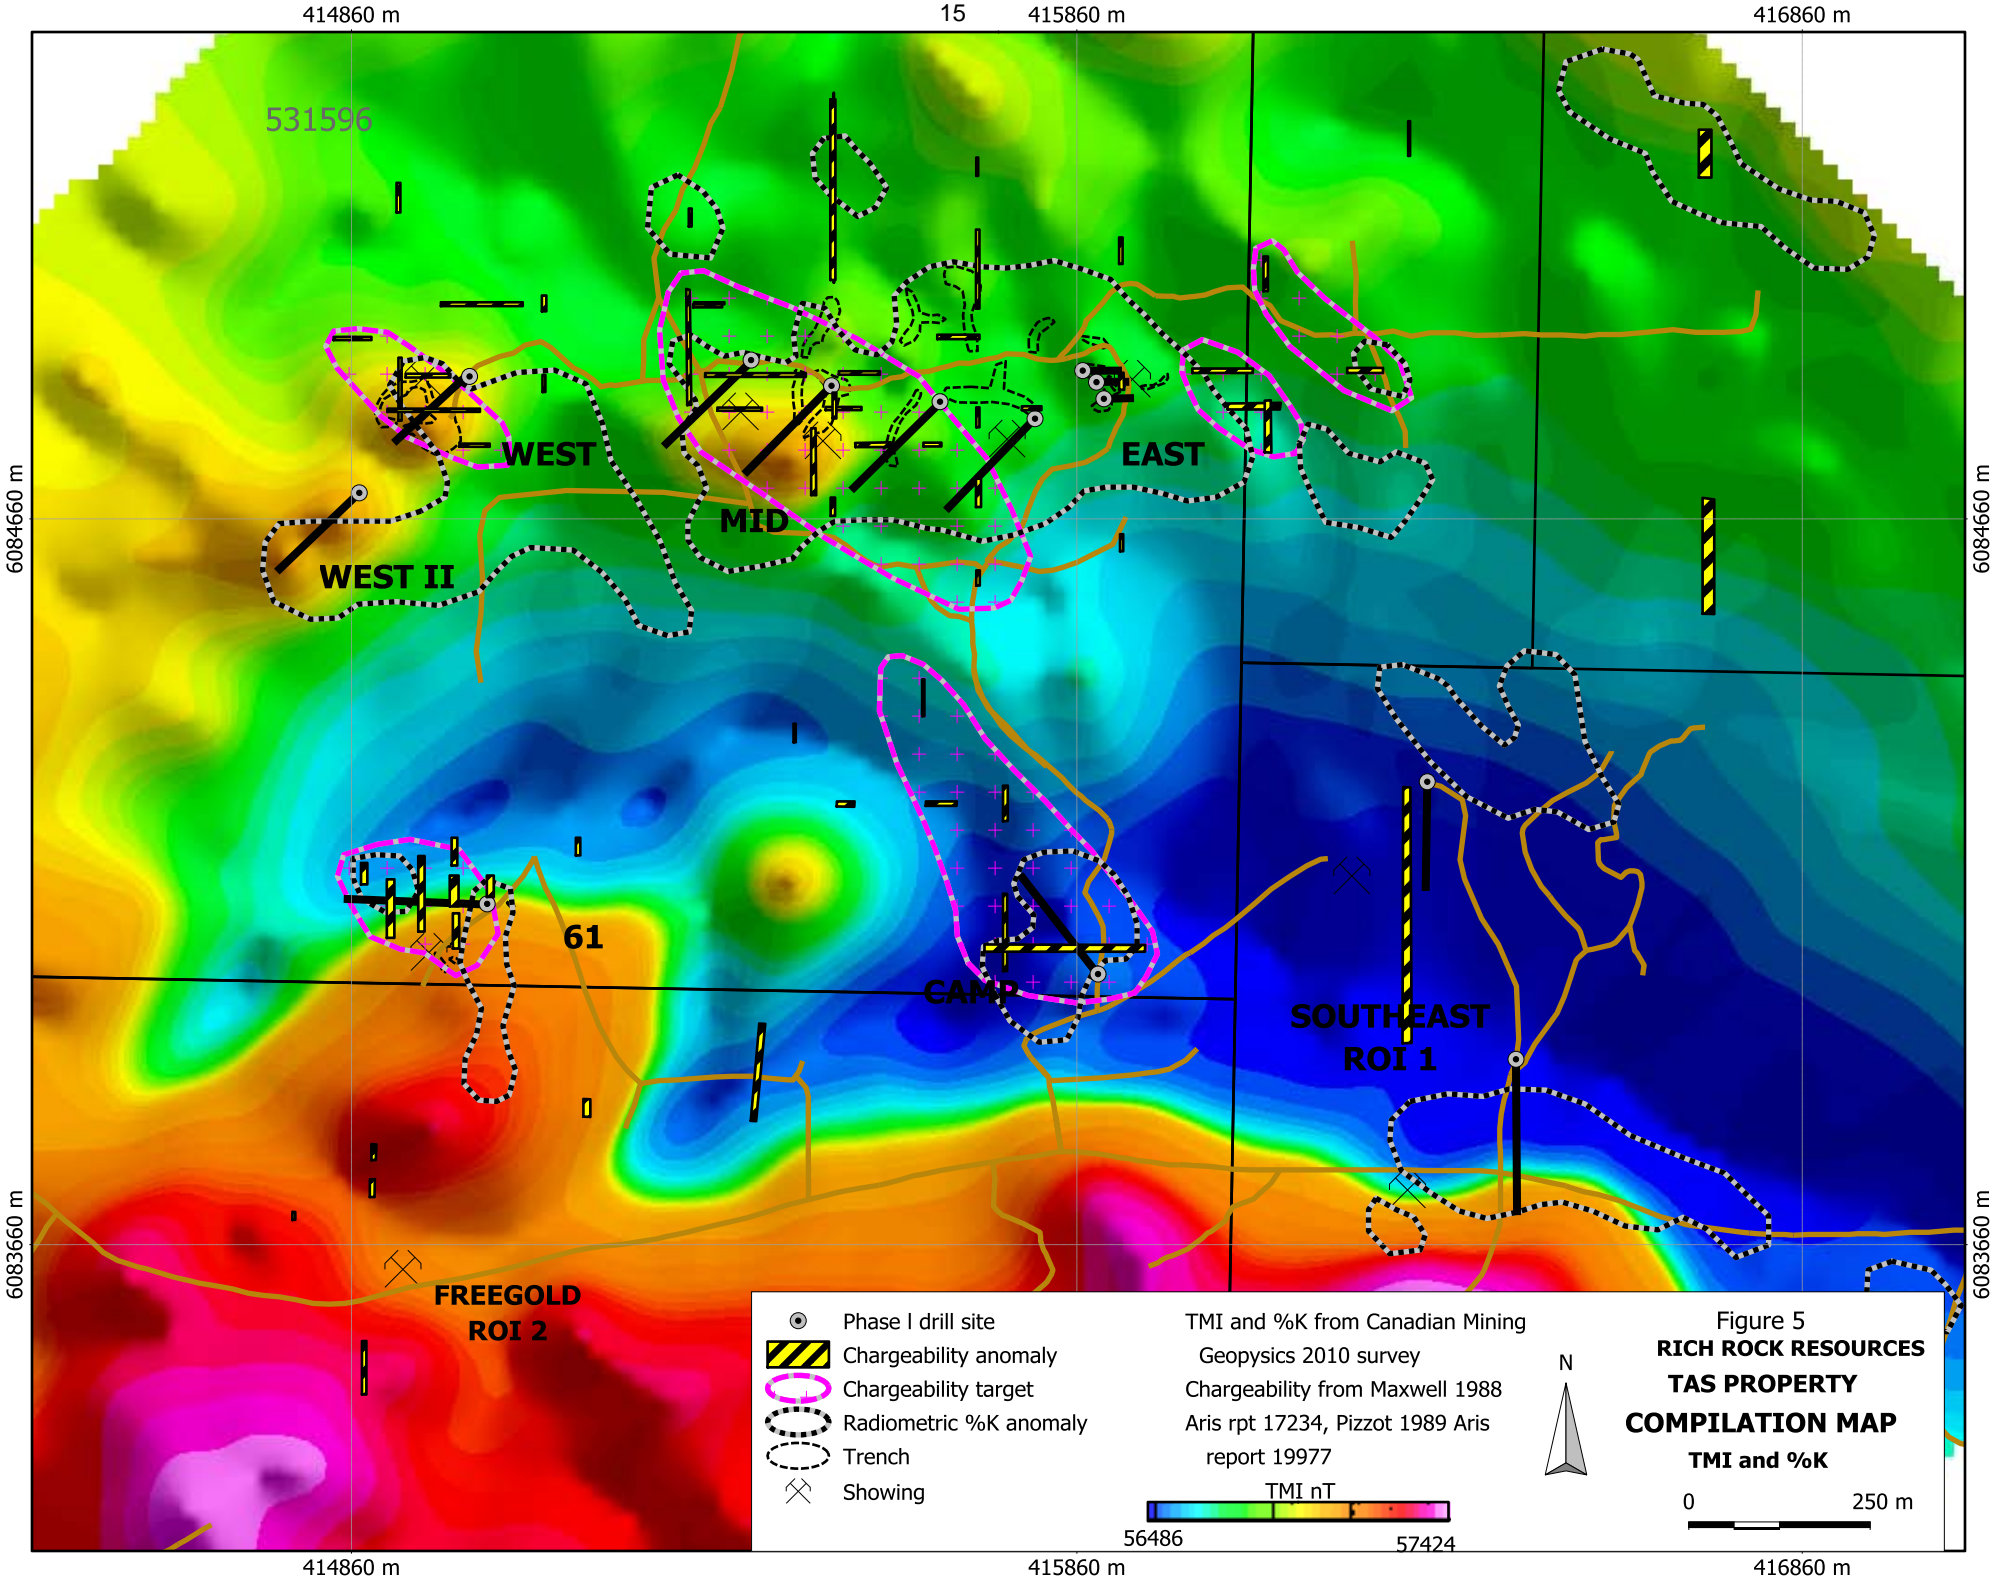 414860 m
15
415860 m
416860 m
531596
WEST
EAST
MID
WEST II
6084660 m
6084660 m
61
CAMP
SOUTHEAST
ROI 1
6083660 m
6083660 m
FREEGOLD
ROI 2
Phase I drill site
Chargeability anomaly
Chargeability target
Radiometric %K anomaly
Trench
Showing
TMI and %K from Canadian Mining
Geopysics 2010 survey
Chargeability from Maxwell 1988
Aris rpt 17234, Pizzot 1989 Aris
report 19977
TMI nT
56486
57424
N
Figure 5
RICH ROCK RESOURCES
TAS PROPERTY
COMPILATION MAP
TMI and %K
0
250 m
414860 m
415860 m
416860 m